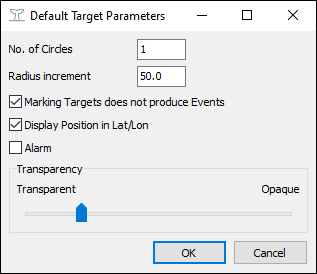 Default Target Parameters
No. of Circles 1
Radius increment 50.0
Marking Targets does not produce Events
Display Position in Lat/Lon
Alarm
Transparency
Transparent Opaque
OK Cancel